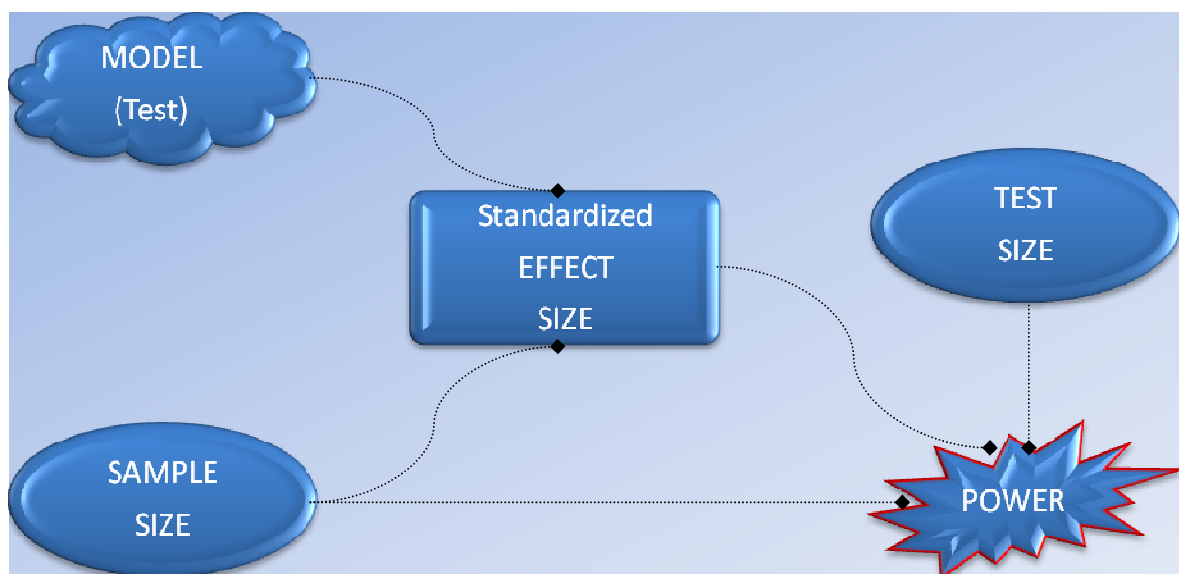 MODEL
(Test)
Standardized
EFFECT
SIZE
TEST
SIZE
SAMPLE
SIZE
POWER